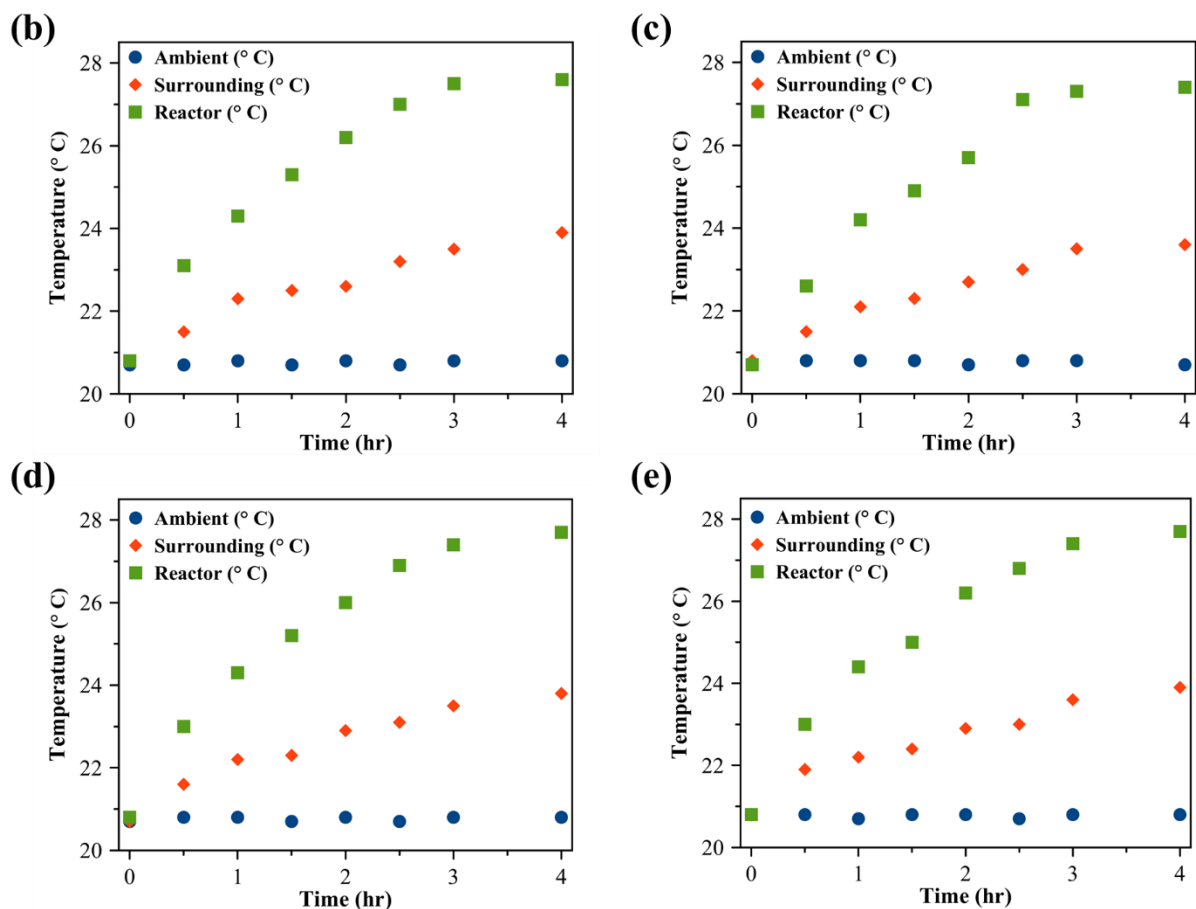 (b)
Ambient (° C)
Surrounding (° C)
Reactor (° C)
28
26
24
22
20
Temperature (° C)
0 1 2 3 4
Time (hr)
(c)
Ambient (° C)
Surrounding (° C)
Reactor (° C)
28
26
24
22
20
Temperature (° C)
0 1 2 3 4
Time (hr)
(d)
Ambient (° C)
Surrounding (° C)
Reactor (° C)
28
26
24
22
20
Temperature (° C)
0 1 2 3 4
Time (hr)
(e)
Ambient (° C)
Surrounding (° C)
Reactor (° C)
28
26
24
22
20
Temperature (° C)
0 1 2 3 4
Time (hr)